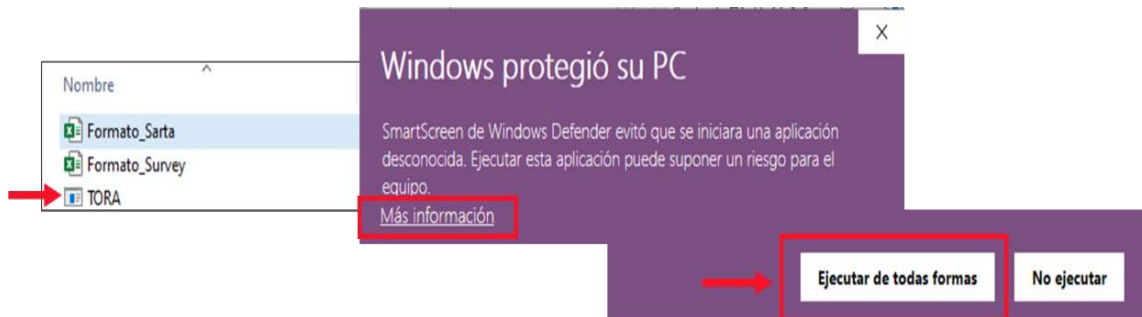 Nombre
Formato_Sarta
Formato_Survey
TORA
X
Windows protegió su PC
SmartScreen de Windows Defender evitó que se iniciara una aplicación
desconocida. Ejecutar esta aplicación puede suponer un riesgo para el
equipo.
Más información
Ejecutar de todas formas
No ejecutar